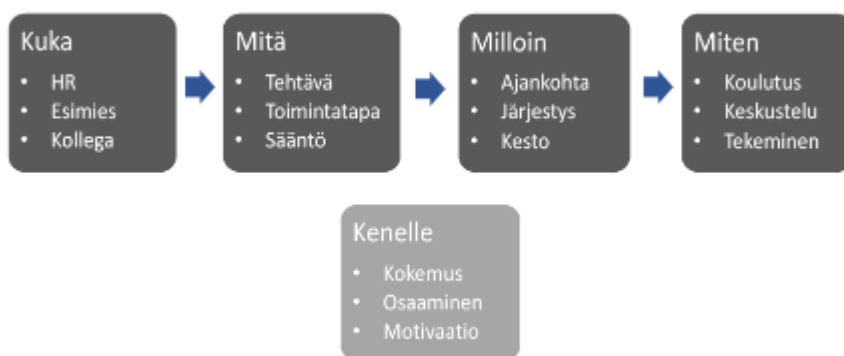 Kuka
• HR
• Esimies
• Kollega
Mitä
• Tehtävä
• Toimintatapa
• Sääntö
Milloin
• Ajankohta
• Järjestys
• Kesto
Miten
• Koulutus
• Keskustelu
• Tekeminen
Kenelle
• Kokemus
• Osaaminen
• Motivaatio